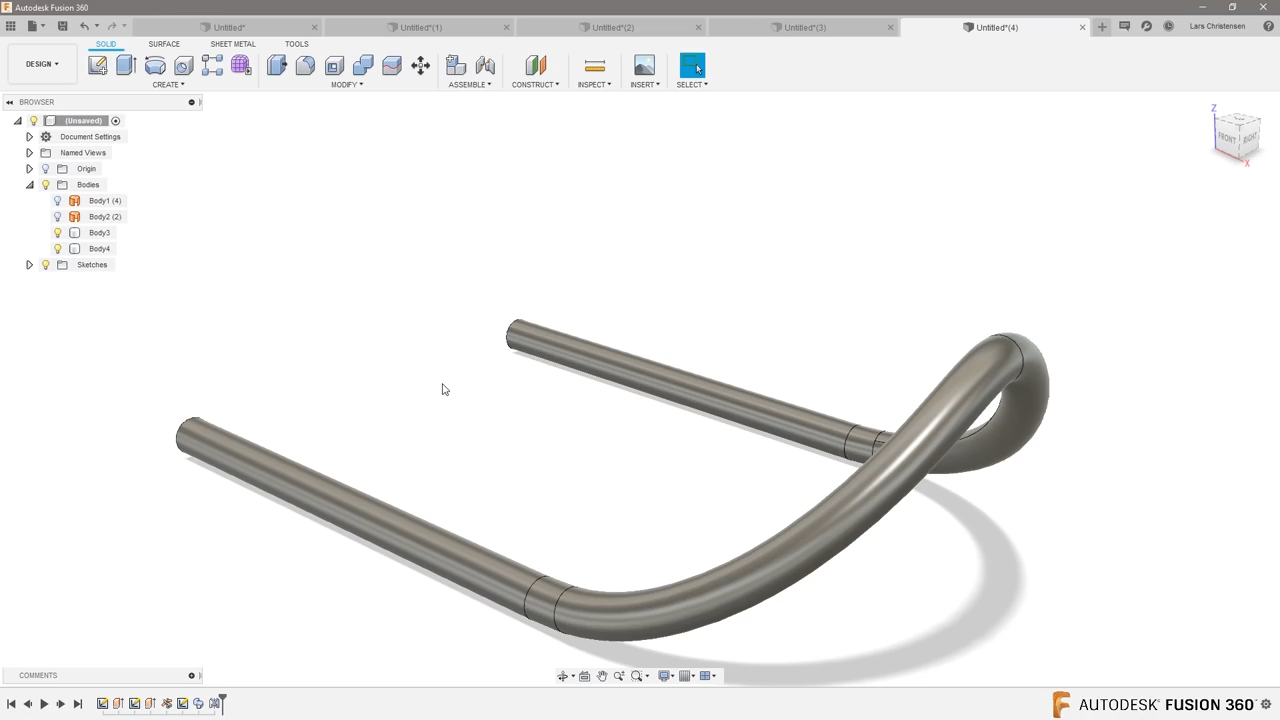 Autodesk Fusion 360
Untitled*
Untitled*(1)
Untitled*(2)
Untitled*(3)
Untitled*(4)
Lars Christensen
SOLID
SURFACE
SHEET METAL
TOOLS
DESIGN
CREATE
MODIFY
ASSEMBLE
CONSTRUCT
INSPECT
INSERT
SELECT
BROWSER
(Unsaved)
Document Settings
Named Views
Origin
Bodies
Body1 (4)
Body2 (2)
Body3
Body4
Sketches
Z
FRONT
RIGHT
X
COMMENTS
AUTODESK® FUSION 360™